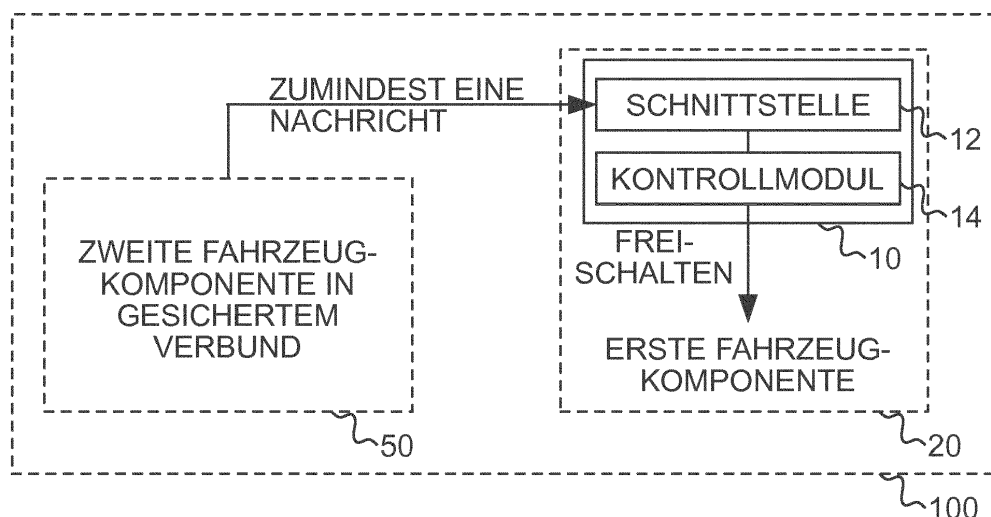 ZUMINDEST EINE
NACHRICHT
SCHNITTSTELLE
12
KONTROLLMODUL
14
10
FREI-
SCHALTEN
ZWEITE FAHRZEUG-
KOMPONENTE IN
GESICHERTEM
VERBUND
50
ERSTE FAHRZEUG-
KOMPONENTE
20
100